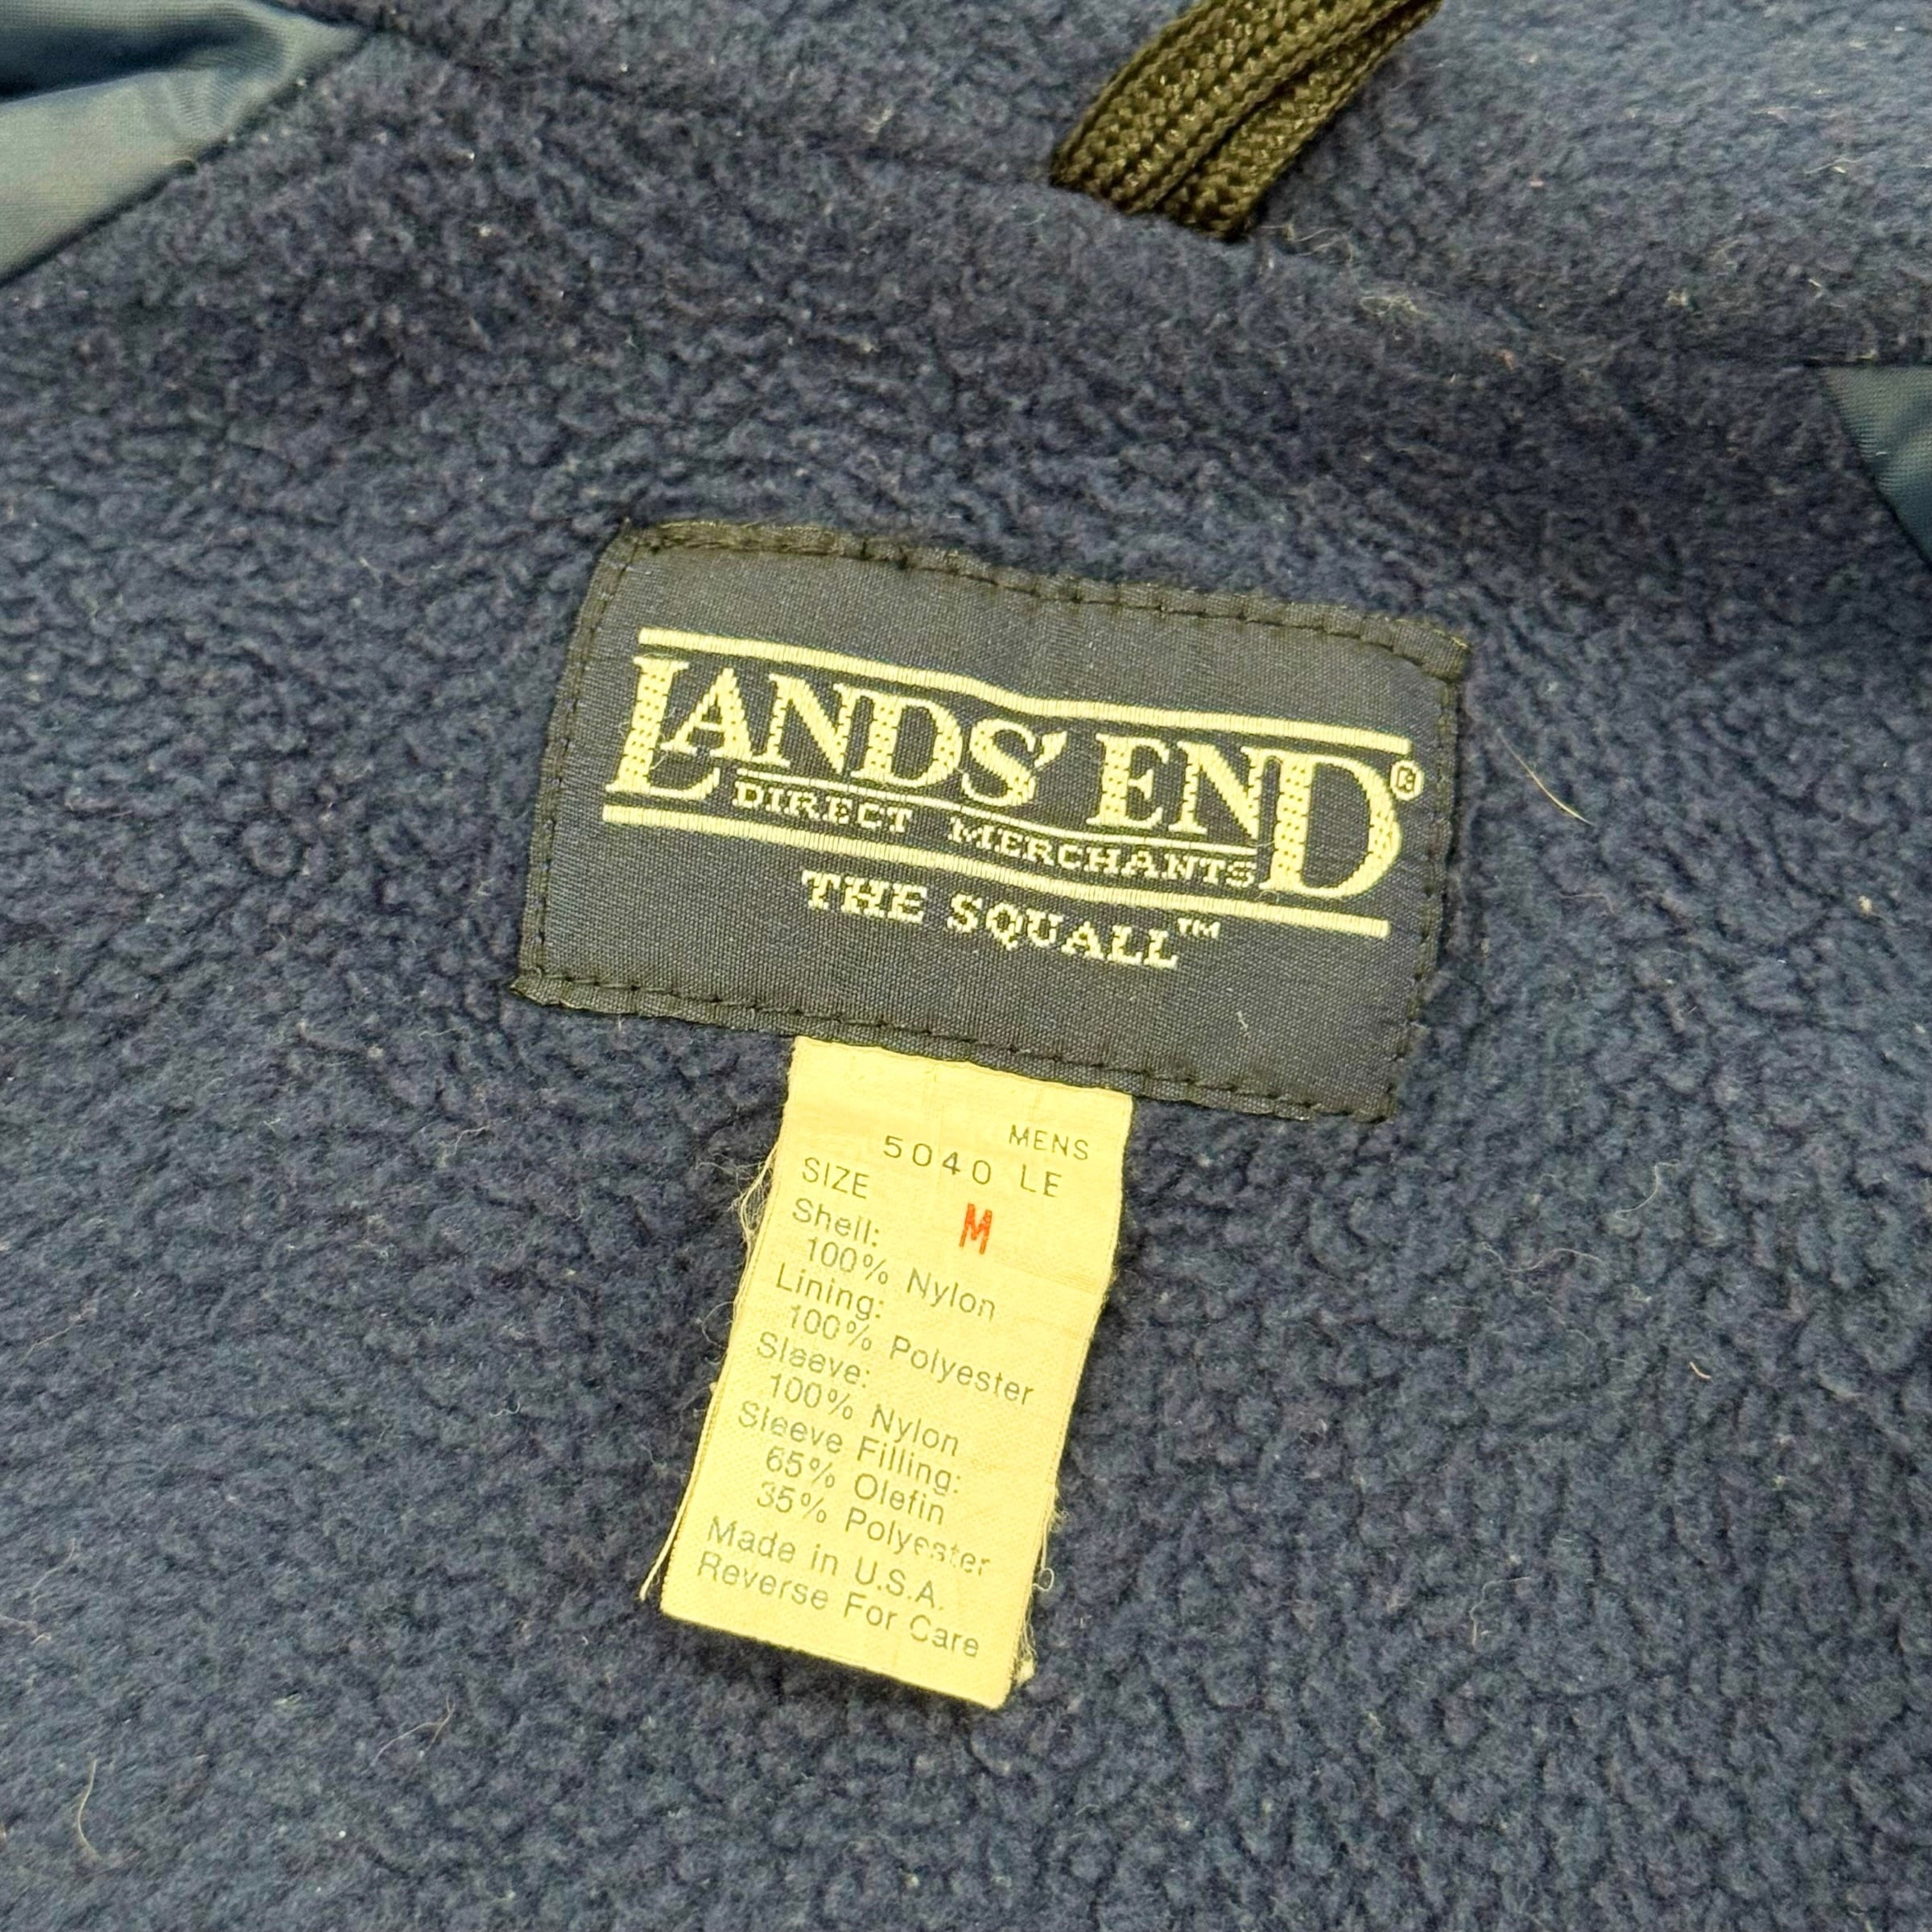 LANDS' END®
DIRECT MERCHANTS
THE SQUALL™
MENS
5040 LE
SIZE M
Shell:
100% Nylon
Lining:
100% Polyester
Sleeve:
100% Nylon
Sleeve Filling:
65% Olefin
35% Polyester
Made in U.S.A.
Reverse For Care